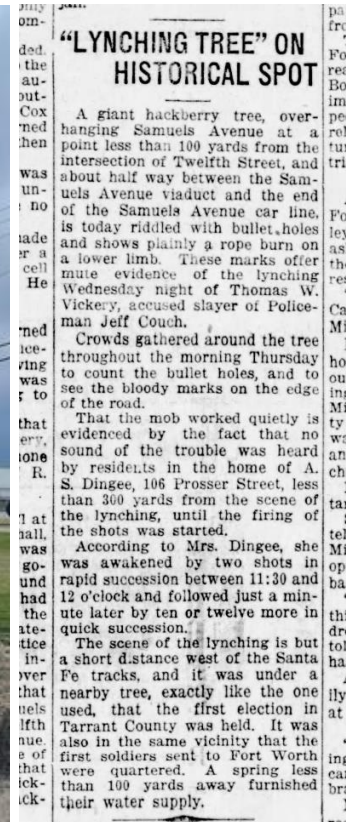 "LYNCHING TREE" ON
HISTORICAL SPOT
A giant hackberry tree, over-
hanging Samuels Avenue at a
point less than 100 yards from the
intersection of Twelfth Street, and
about half way between the Sam-
uels Avenue viaduct and the end
of the Samuels Avenue car line,
is today riddled with bullet holes
and shows plainly a rope burn on
a lower limb. These marks offer
mute evidence of the lynching
Wednesday night of Thomas W.
Vickery, accused slayer of Police-
man Jeff Couch.
Crowds gathered around the tree
throughout the morning Thursday
to count the bullet holes, and to
see the bloody marks on the edge
of the road.
That the mob worked quietly is
evidenced by the fact that no
sound of the trouble was heard
by residents in the home of A.
S. Dingee, 106 Prosser Street, less
than 300 yards from the scene of
the lynching, until the firing of
the shots was started.
According to Mrs. Dingee, she
was awakened by two shots in
rapid succession between 11:30 and
12 o'clock and followed just a min-
ute later by ten or twelve more in
quick succession.
The scene of the lynching is but
a short d.stance west of the Santa
Fe tracks, and it was under a
nearby tree, exactly like the one
used, that the first election in
Tarrant County was held. It was
also in the same vicinity that the
first soldiers sent to Fort Worth
were quartered. A spring less
than 100 yards away furnished
their water supply.